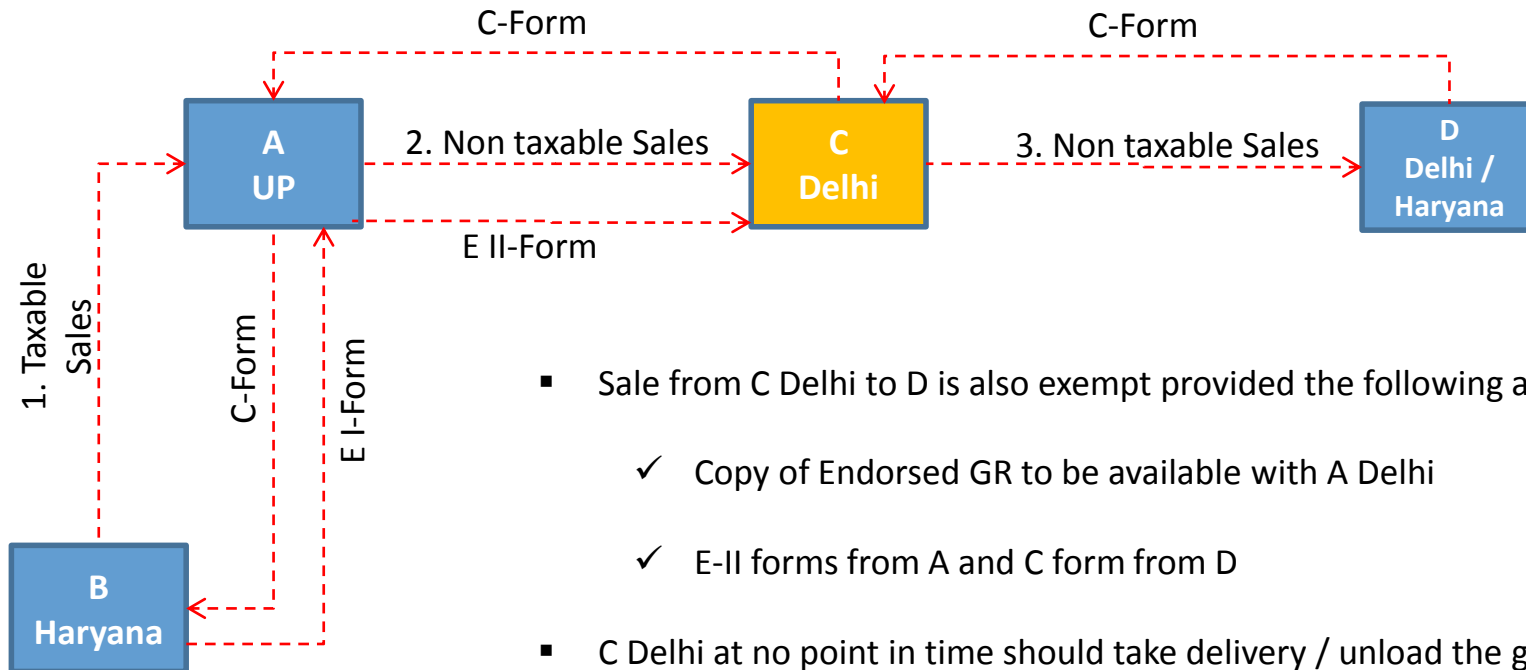 C-Form
C-Form
A
UP
2. Non taxable Sales
C
Delhi
3. Non taxable Sales
D
Delhi /
Haryana
E II-Form
1. Taxable
Sales
C-Form
E I-Form
▪ Sale from C Delhi to D is also exempt provided the following a
✓ Copy of Endorsed GR to be available with A Delhi
✓ E-II forms from A and C form from D
B
Haryana
▪ C Delhi at no point in time should take delivery / unload the g